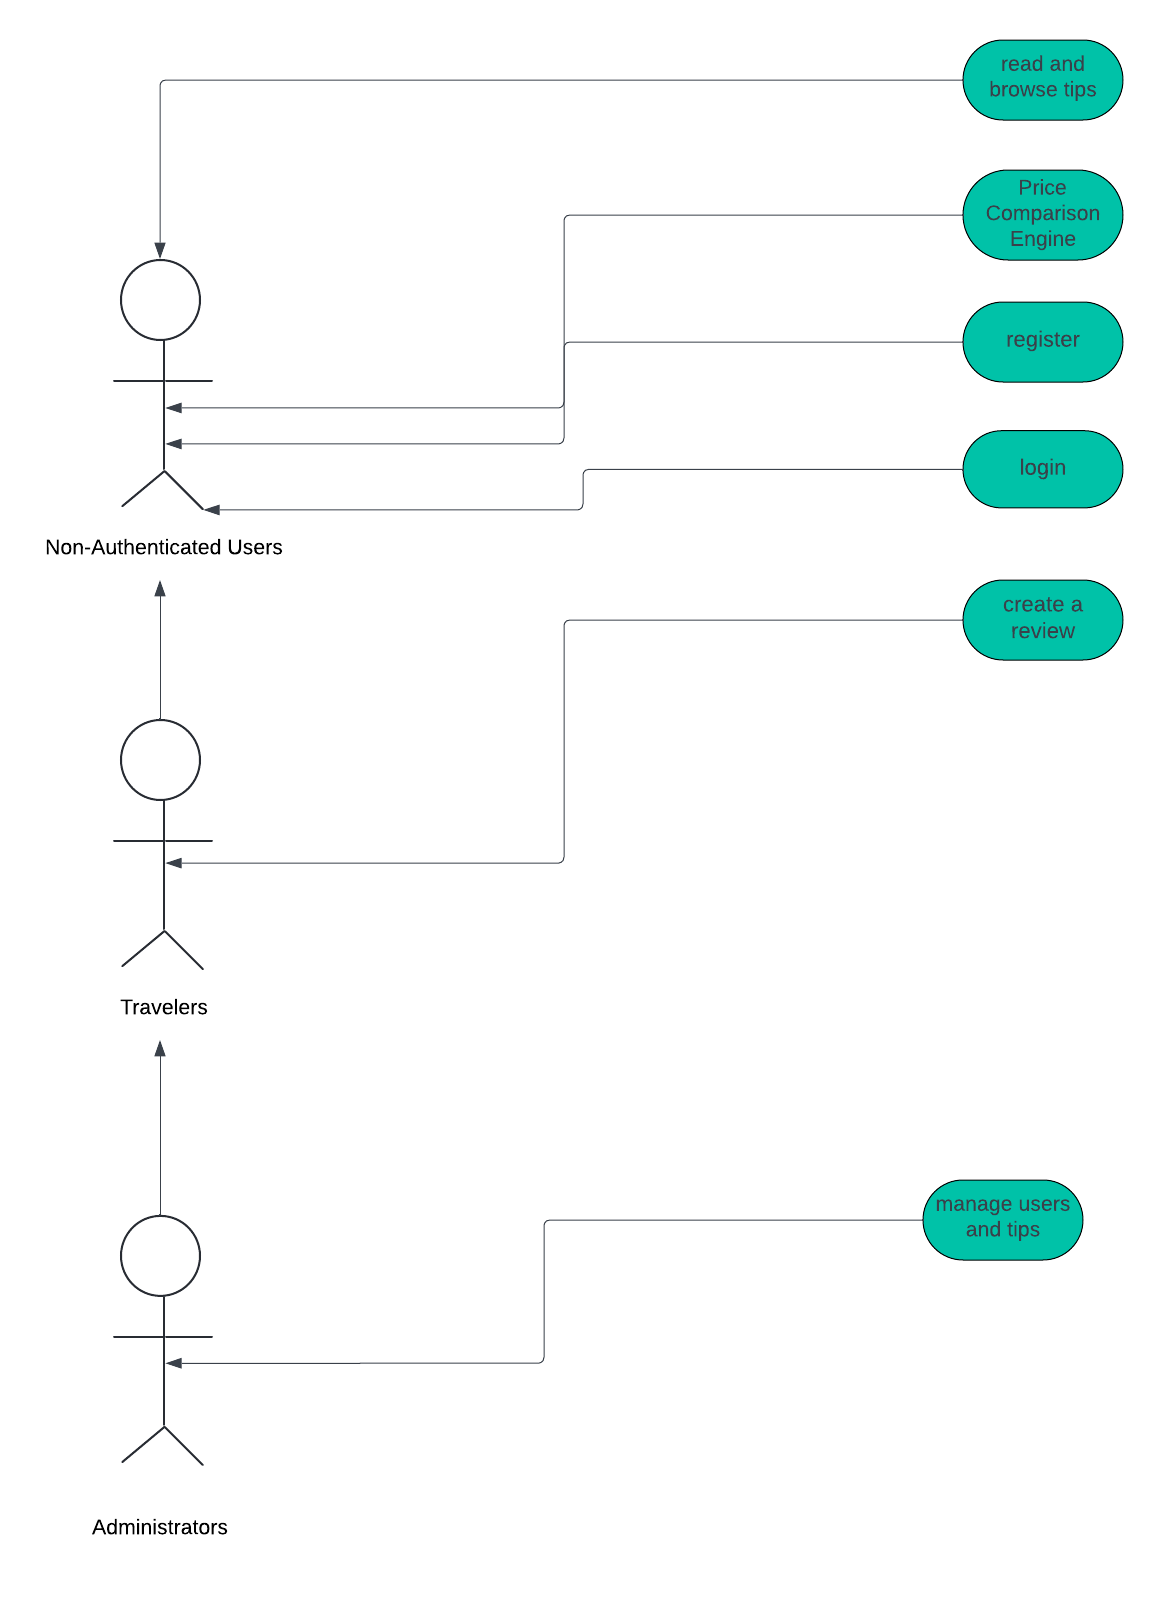 read and
browse tips
Price
Comparison
Engine
register
login
Non-Authenticated Users
create a
review
Travelers
manage users
and tips
Administrators